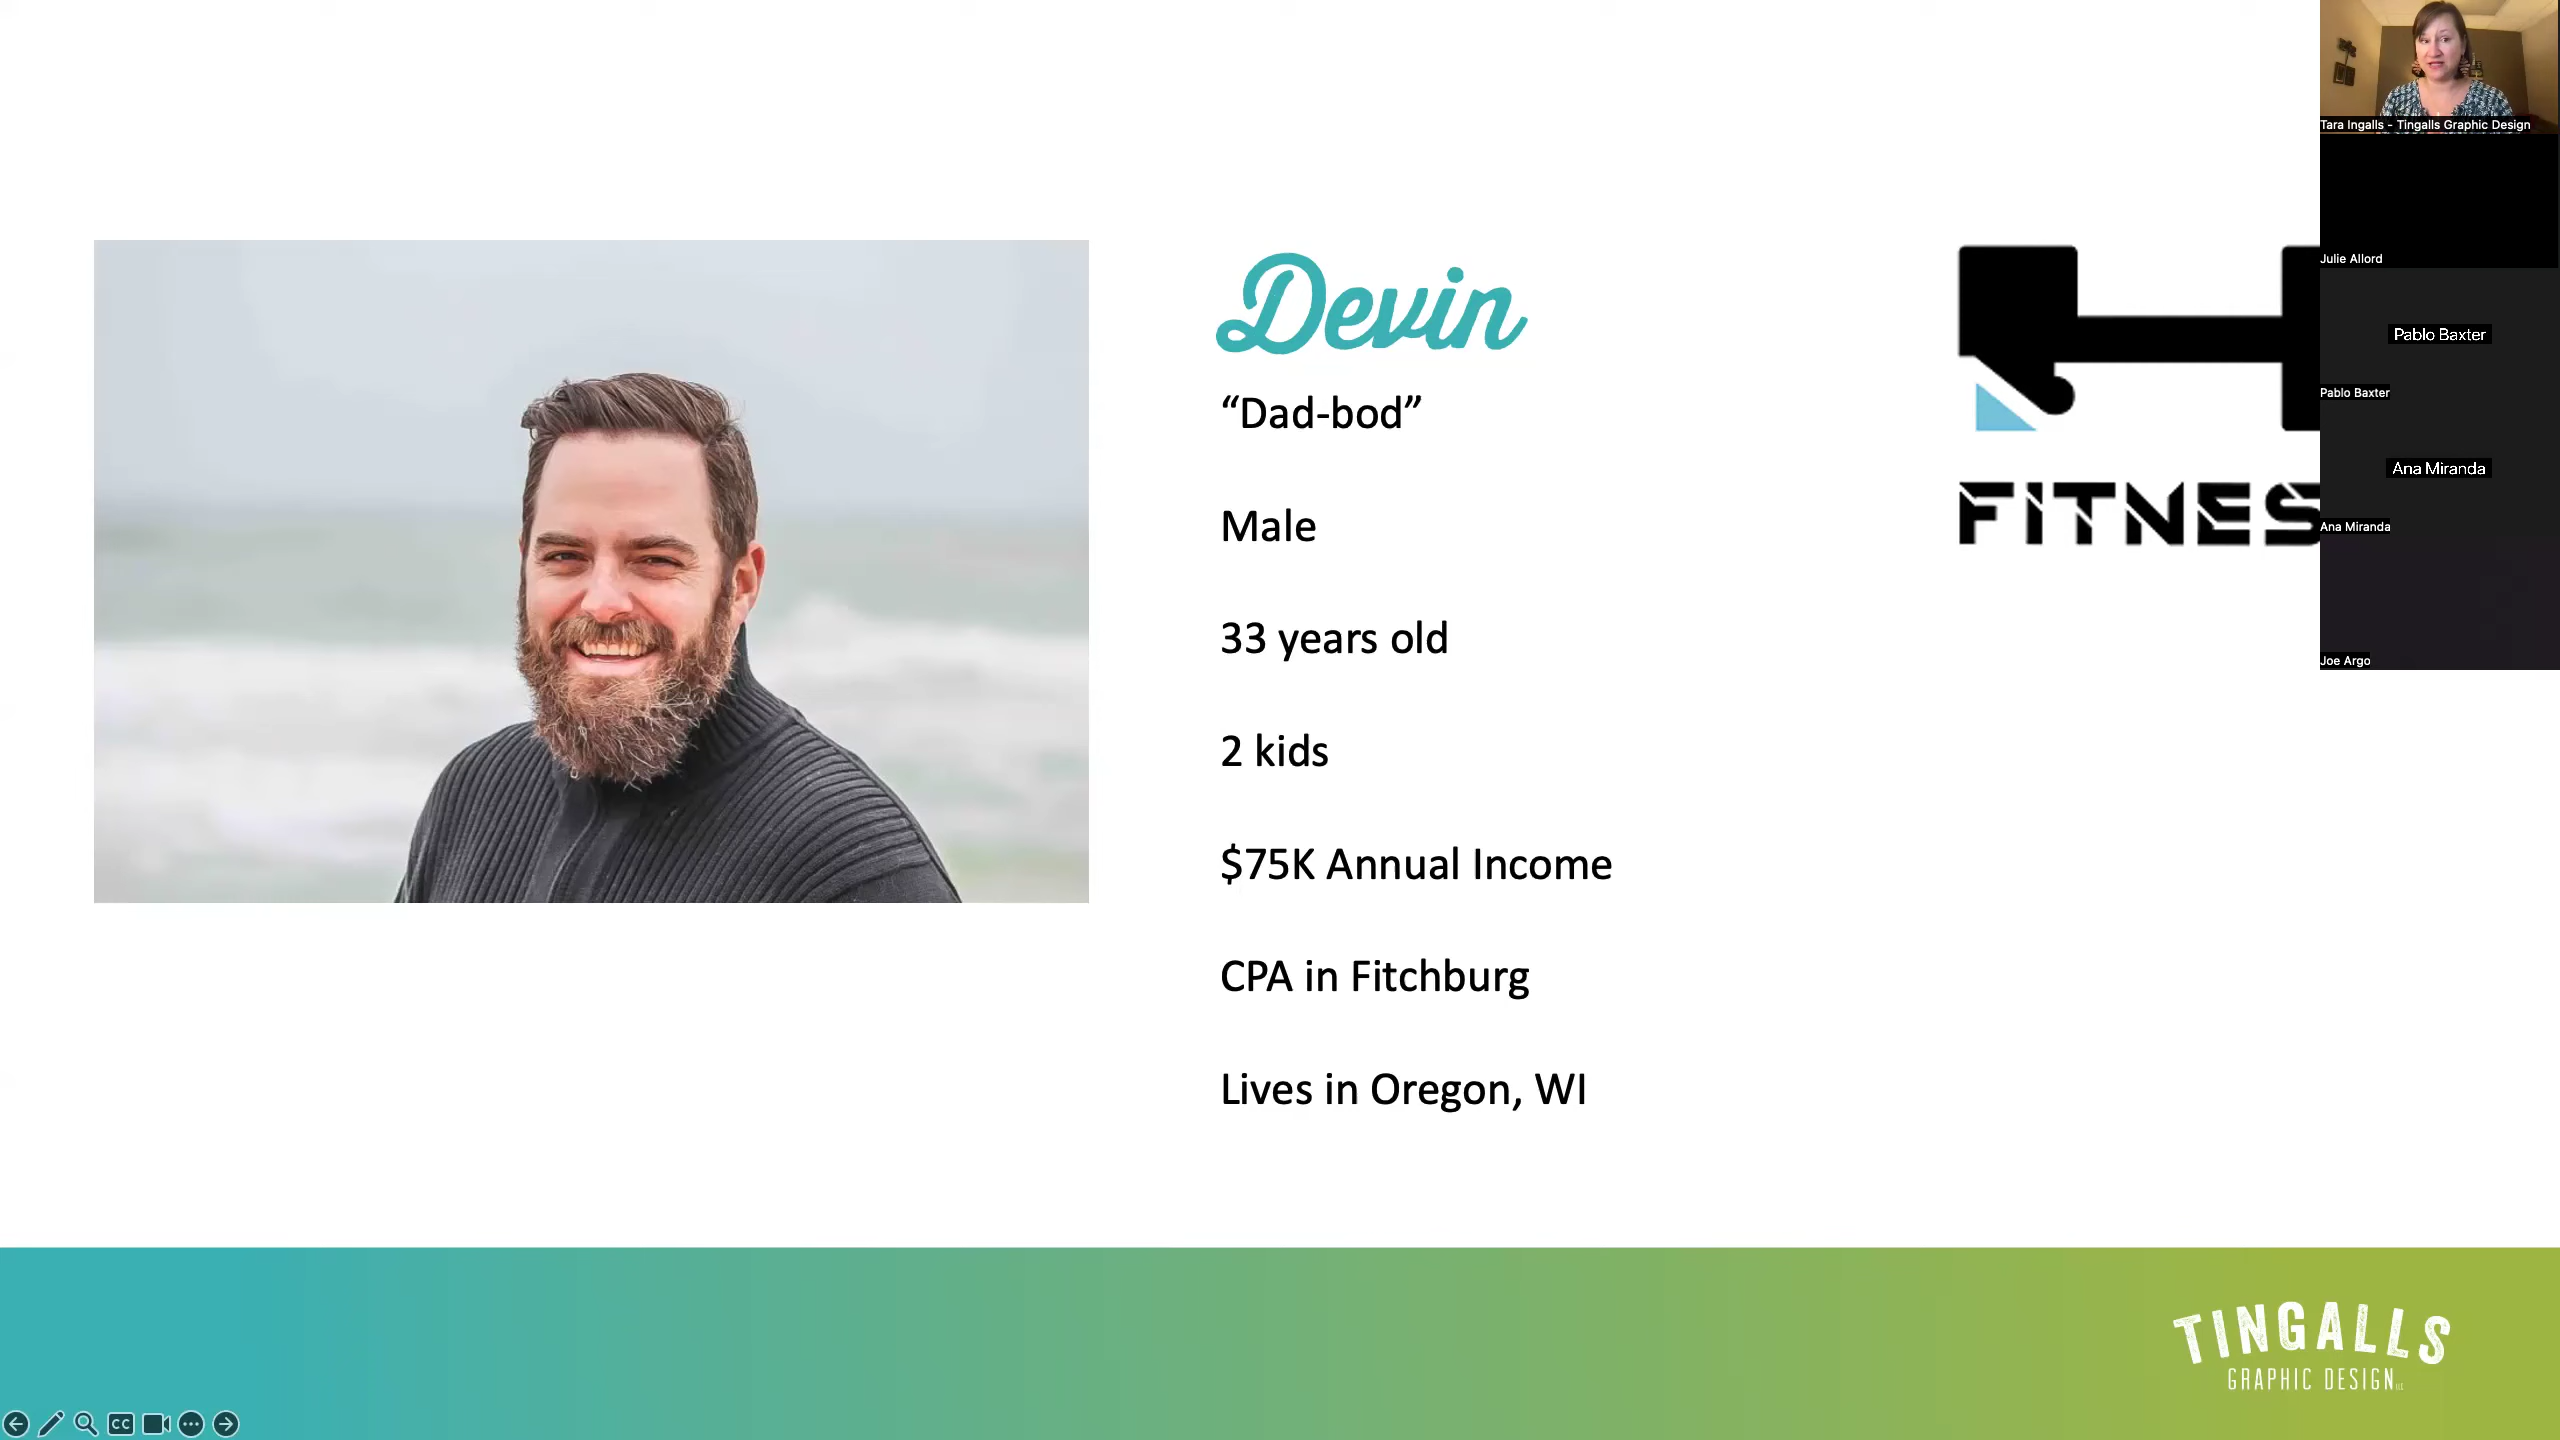 Devin
“Dad-bod”
Male
33 years old
2 kids
$75K Annual Income
CPA in Fitchburg
Lives in Oregon, WI
FITNES
Tara Ingalls - Tingalls Graphic Design
Julie Allord
Pablo Baxter
Pablo Baxter
Ana Miranda
Ana Miranda
Joe Argo
TINGALLS
GRAPHIC DESIGN LLC
CC